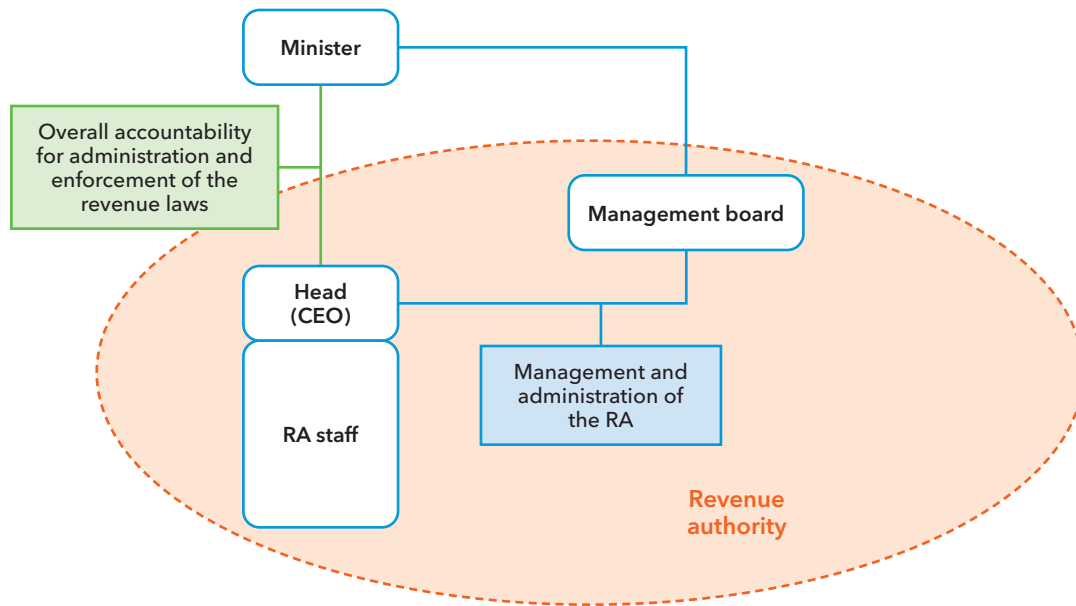 Minister
Overall accountability
for administration and
enforcement of the
revenue laws
Management board
Head
(CEO)
Management and
administration of
the RA
RA staff
Revenue
authority